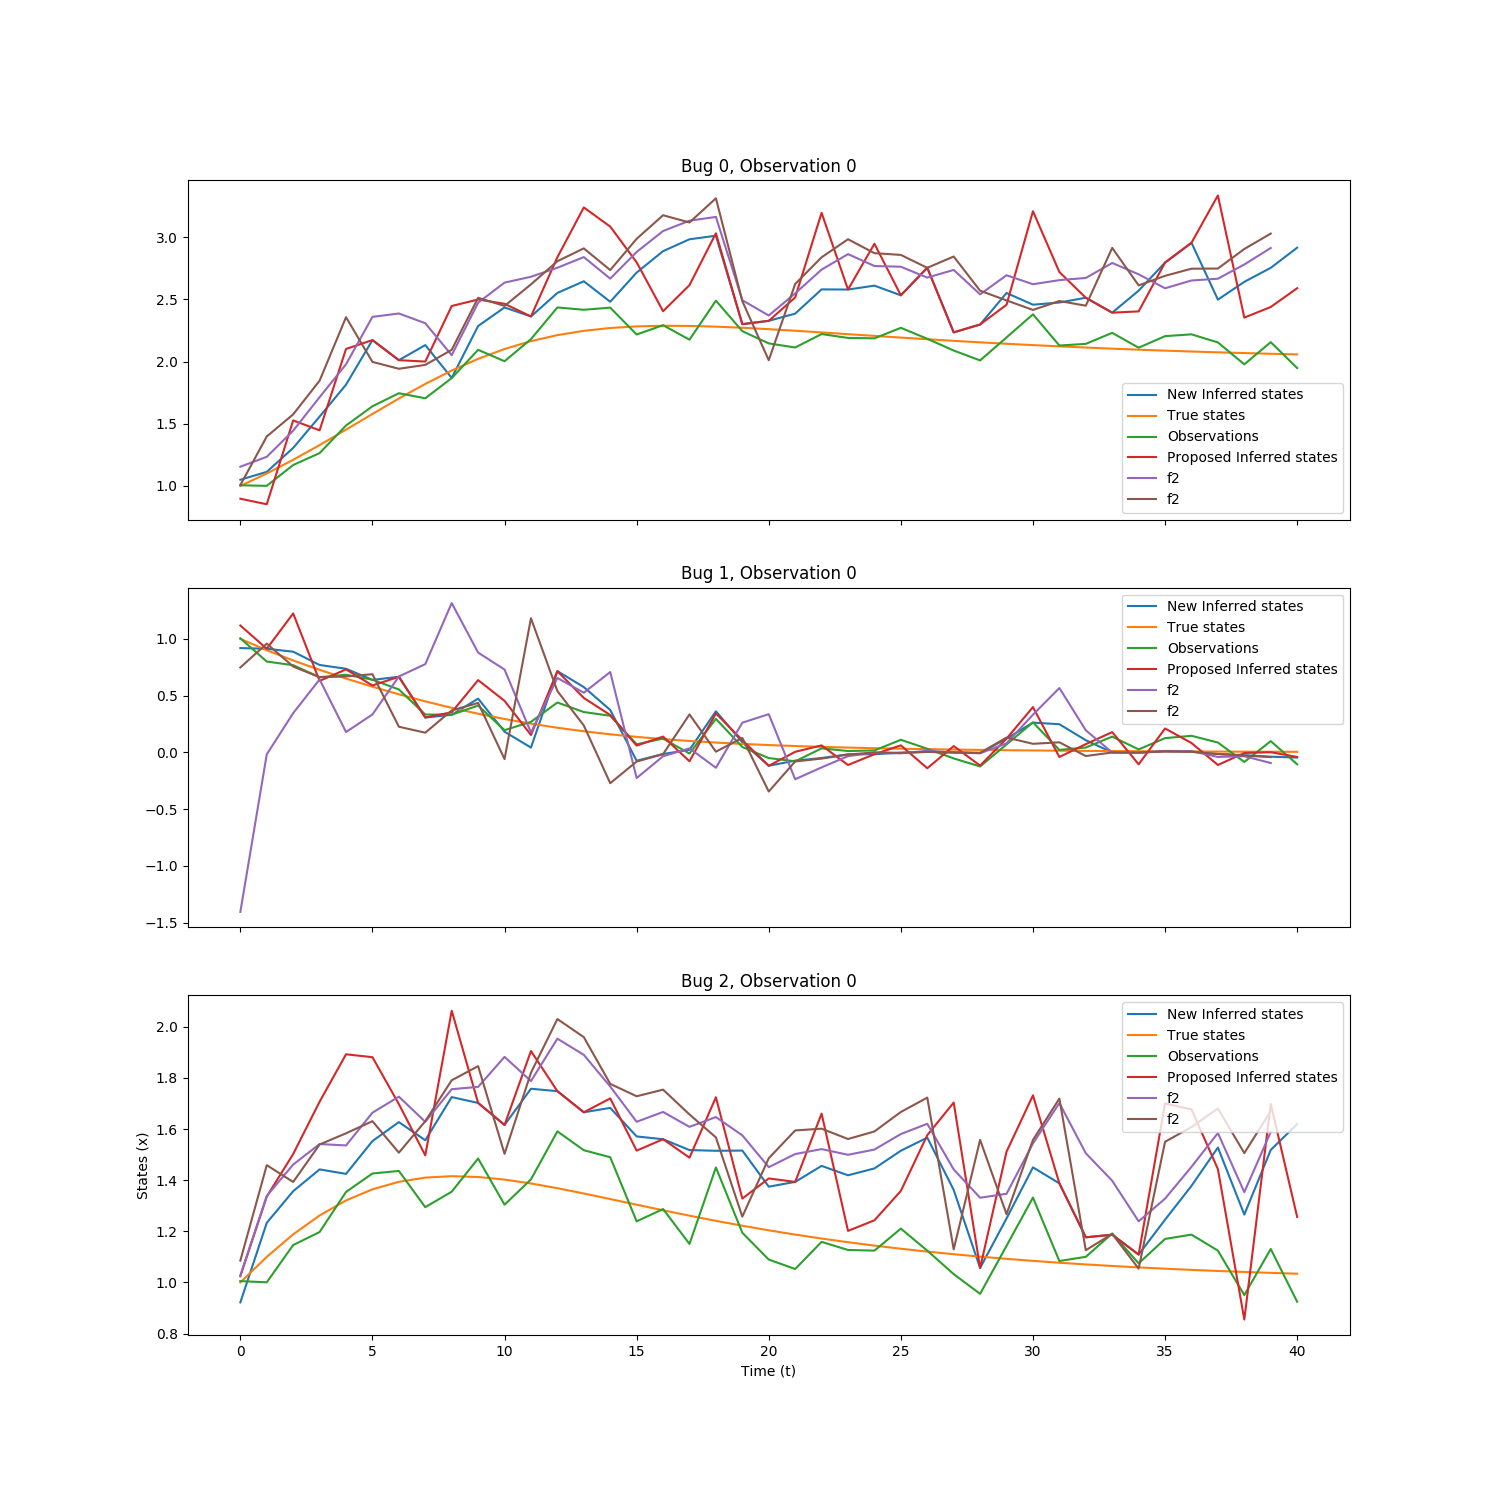 Bug 0, Observation 0
3.0
2.5
2.0
1.5
1.0
New Inferred states
True states
Observations
Proposed Inferred states
f2
f2
Bug 1, Observation 0
1.0
0.5
0.0
−0.5
−1.0
−1.5
New Inferred states
True states
Observations
Proposed Inferred states
f2
f2
Bug 2, Observation 0
States (x)
2.0
1.8
1.6
1.4
1.2
1.0
0.8
New Inferred states
True states
Observations
Proposed Inferred states
f2
f2
0 5 10 15 20 25 30 35 40
Time (t)